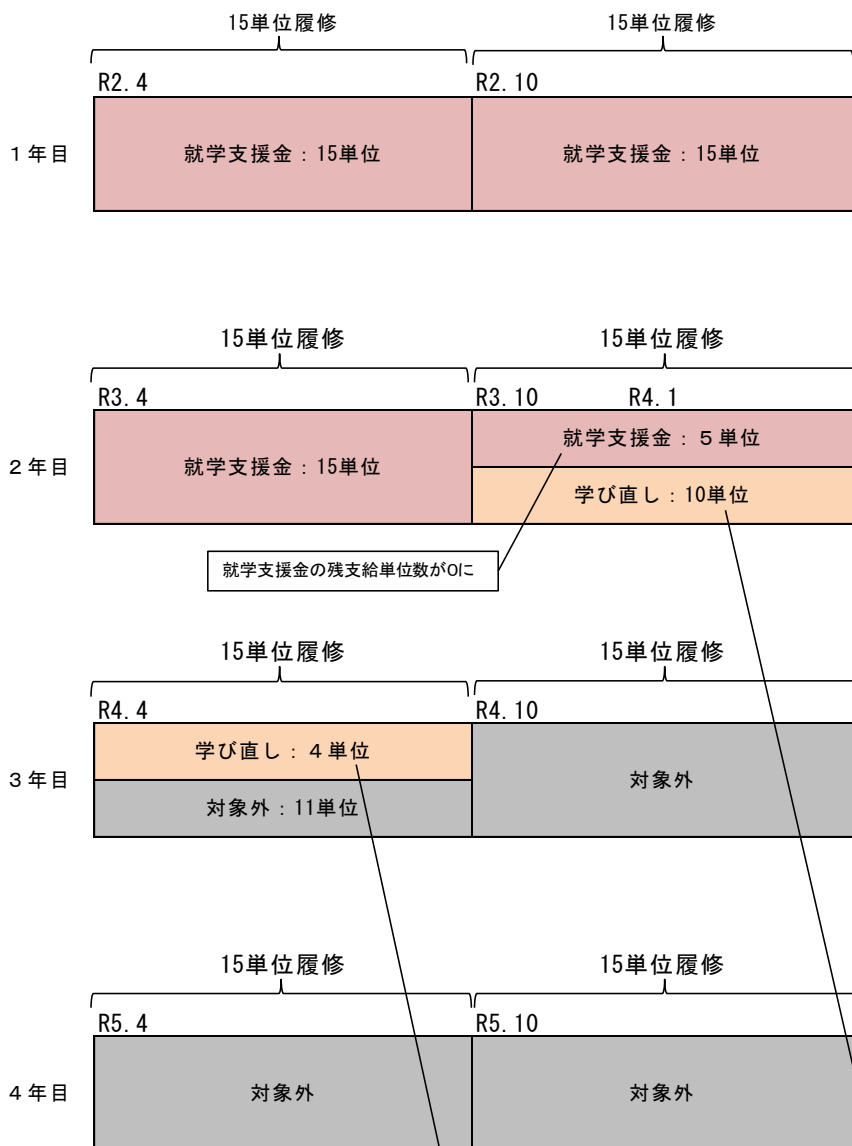 15単位履修 15単位履修
R2.4 R2.10
1年目 就学支援金：15単位 就学支援金：15単位
15単位履修 15単位履修
R3.4 R3.10 R4.1
就学支援金：５単位
2年目 就学支援金：15単位
学び直し：10単位
就学支援金の残支給単位数が0に
15単位履修 15単位履修
R4.4 R4.10
学び直し：４単位
3年目 対象外
対象外：11単位
15単位履修 15単位履修
R5.4 R5.10
4年目 対象外 対象外